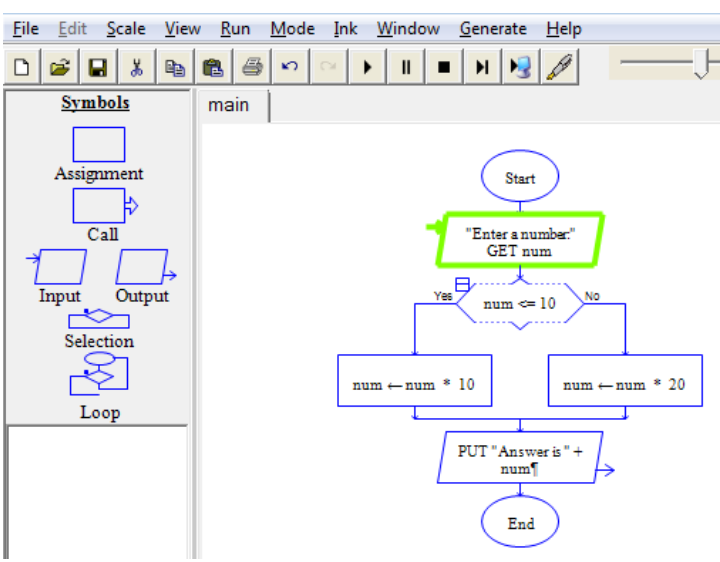 File Edit Scale View Run Mode Ink Window Generate Help
Symbols
Assignment
Call
Input Output
Selection
Loop
main
Start
"Enter a number:"
GET num
Yes
num <= 10
No
num ← num * 10
num ← num * 20
PUT "Answer is" +
num¶
End